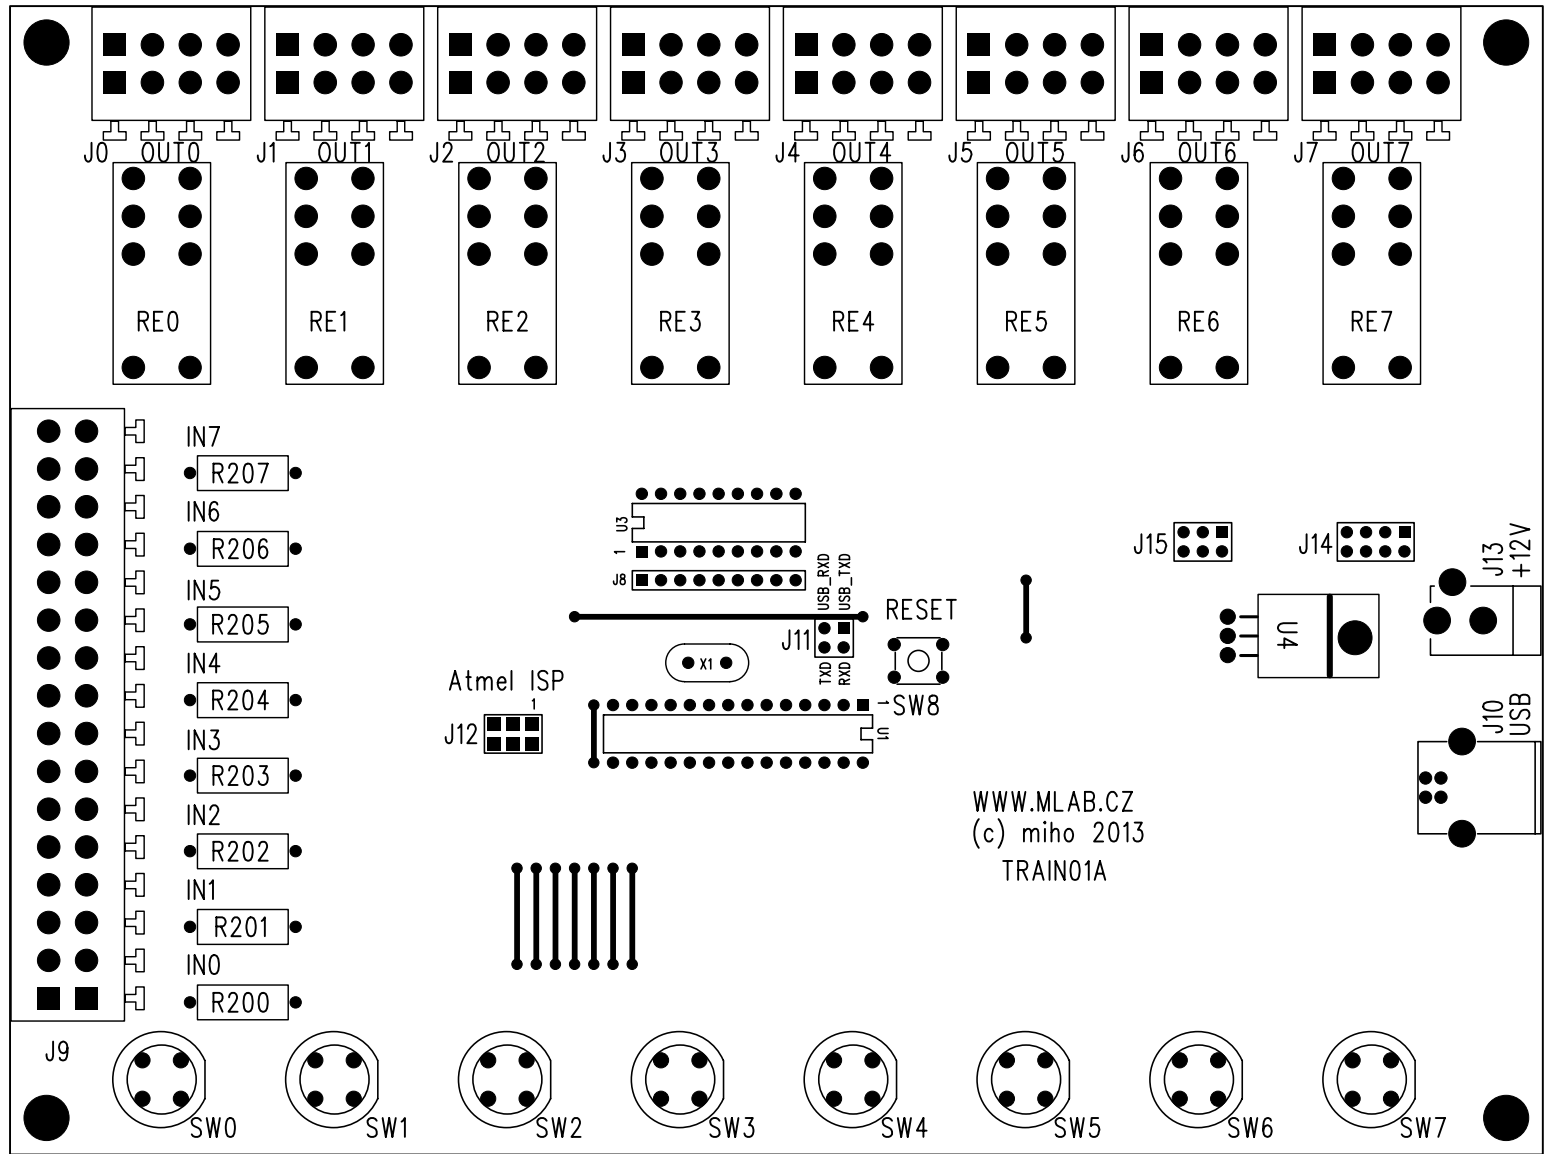 J0 OUT0 J1 OUT1 J2 OUT2 J3 OUT3 J4 OUT4 J5 OUT5 J6 OUT6 J7 OUT7
RE0 RE1 RE2 RE3 RE4 RE5 RE6 RE7
IN7
R207
IN6
R206
IN5
R205
IN4
R204
IN3
R203
IN2
R202
IN1
R201
IN0
R200
J9
U3
1
J8
USB_RXD
USB_TXD
J11
TXD
RXD
X1
RESET
SW8
Atmel ISP
1
J12
1
U1
J15
J14
J13
+12V
U4
J10
USB
WWW.MLAB.CZ
(c) miho 2013
TRAIN01A
SW0 SW1 SW2 SW3 SW4 SW5 SW6 SW7